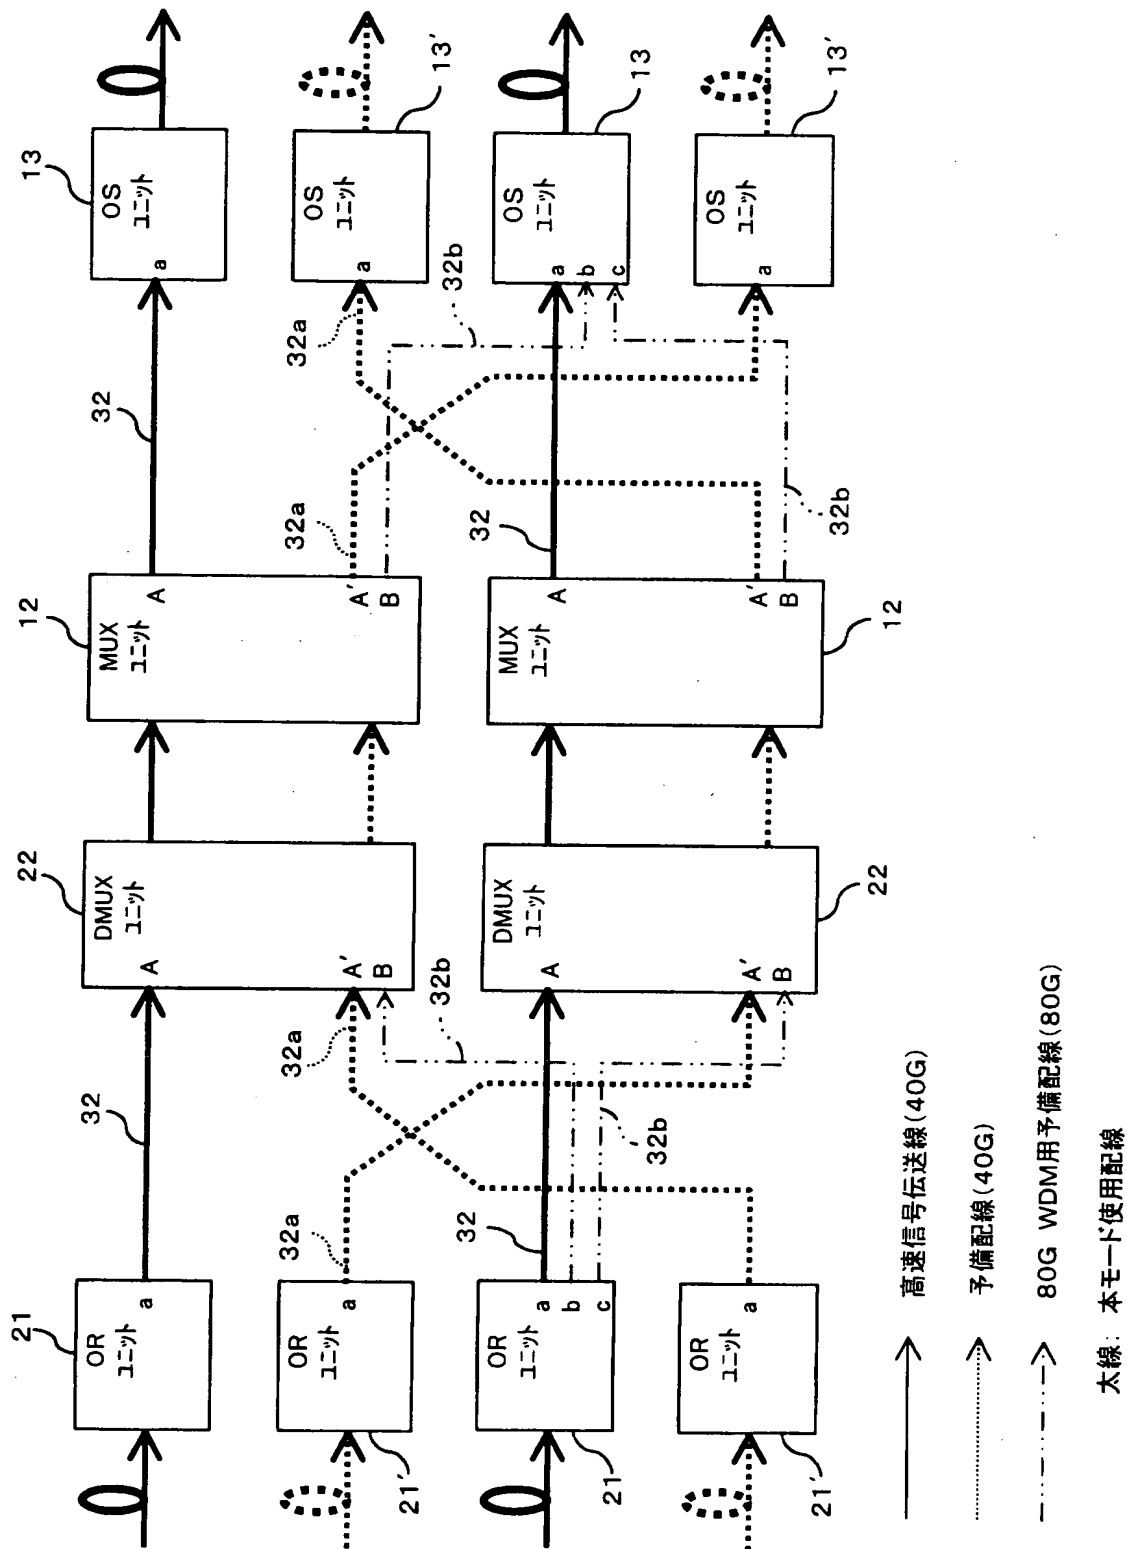 13
OS
ユニット
a
OS
ユニット
a
13′
OS
ユニット
a
b
c
13
OS
ユニット
a
13′
32
32a
32b
32a
32
32b
12
MUX
ユニット
A
A′
B
MUX
ユニット
A
A′
B
12
22
DMUX
ユニット
A
A′
B
DMUX
ユニット
A
A′
B
22
32
32a
32b
32a
32
32b
21
OR
ユニット
a
OR
ユニット
a
21′
OR
ユニット
a
b
c
21
OR
ユニット
a
21′
高速信号伝送線(40G)
予備配線(40G)
80G WDM用予備配線(80G)
太線: 本モード使用配線